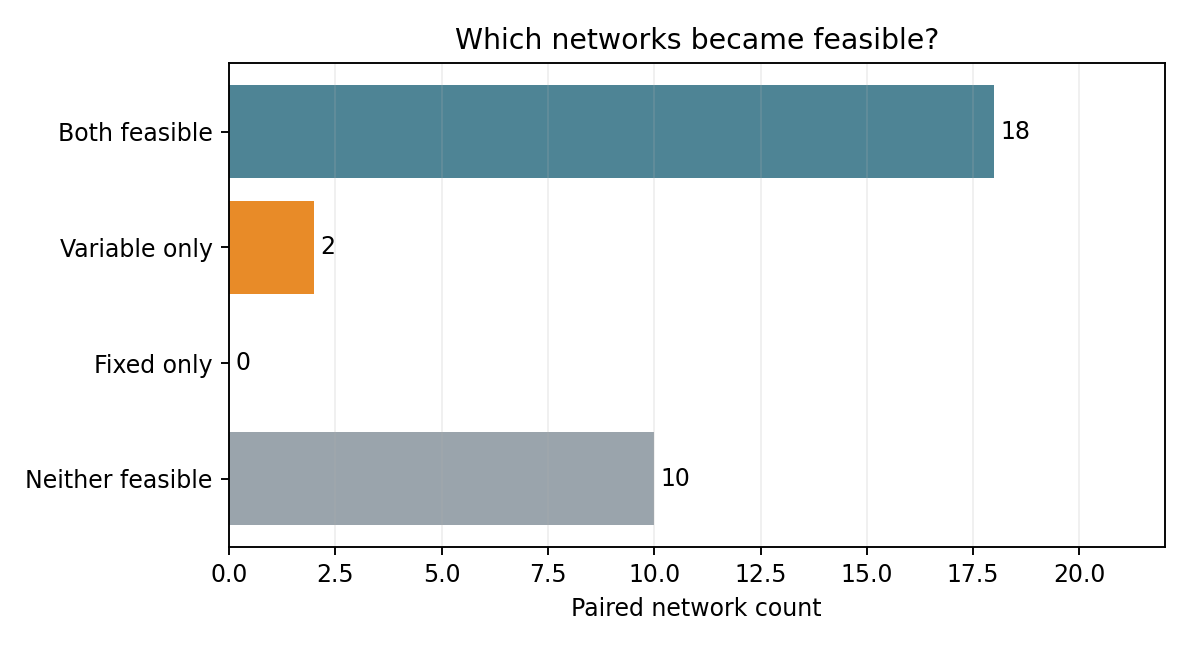 Which networks became feasible?
Both feasible
18
Variable only
2
Fixed only
0
Neither feasible
10
0.0 2.5 5.0 7.5 10.0 12.5 15.0 17.5 20.0
Paired network count